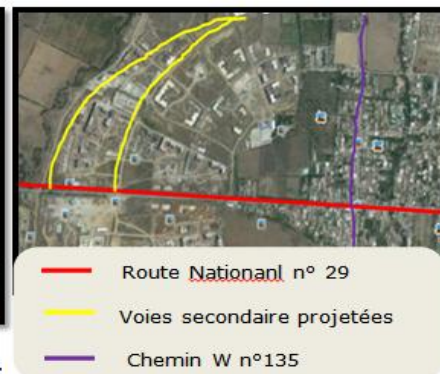 Route Nationanl n° 29
Voies secondaire projetées
Chemin W n°135